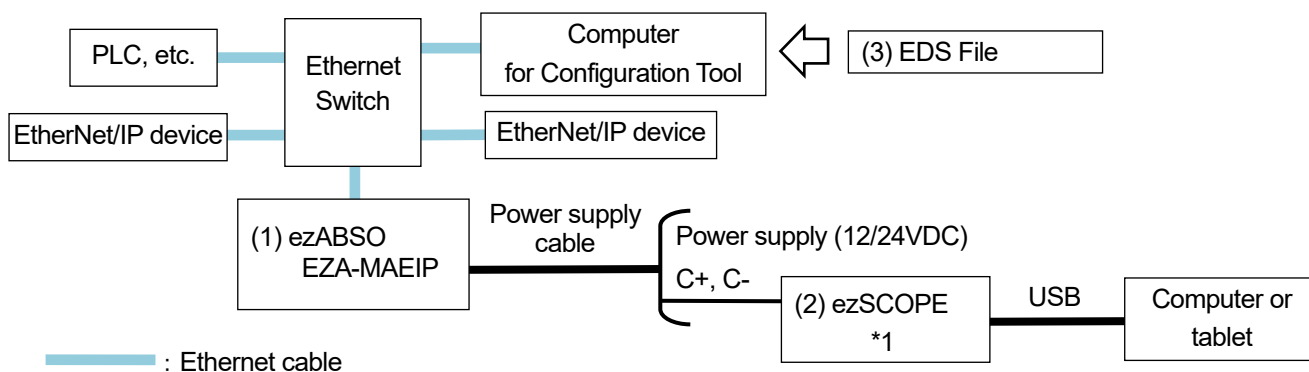 PLC, etc.
Ethernet
Switch
Computer
for Configuration Tool
(3) EDS File
EtherNet/IP device
EtherNet/IP device
(1) ezABSO
EZA-MAEIP
Power supply
cable
Power supply (12/24VDC)
C+, C-
(2) ezSCOPE
*1
USB
Computer or
tablet
: Ethernet cable